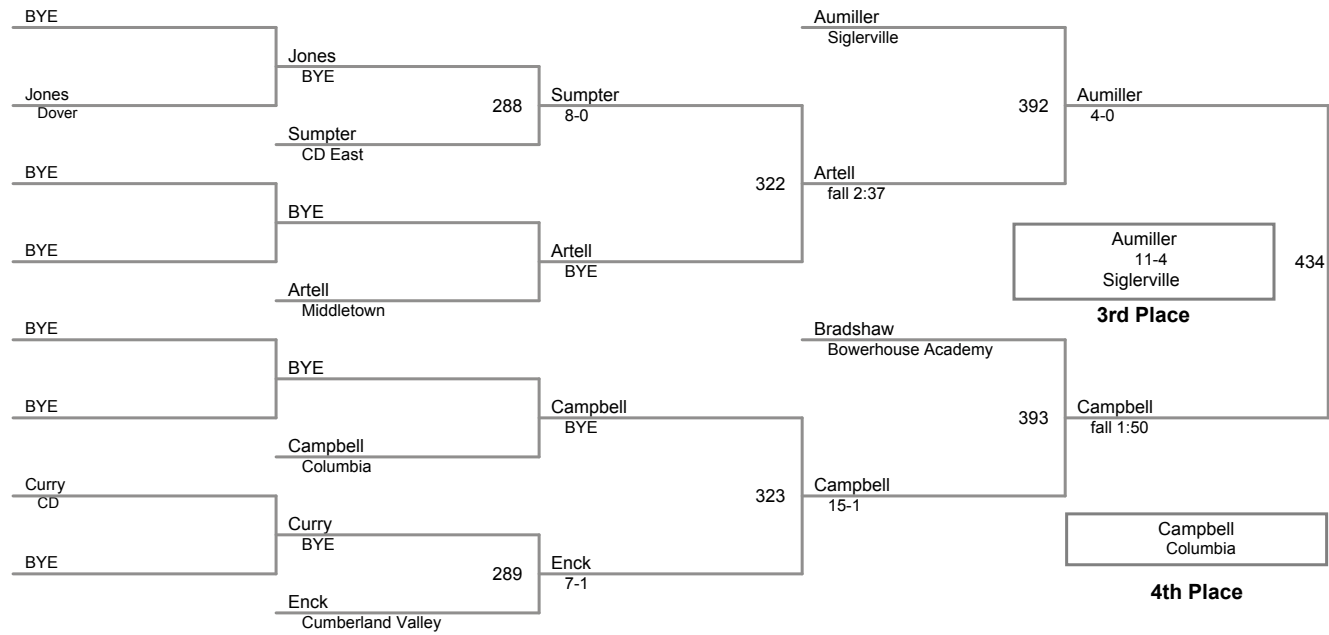 BYE
Aumiller
Siglerville
Jones
BYE
Jones
Dover
288
Sumpter
8-0
392
Aumiller
4-0
Sumpter
CD East
BYE
322
Artell
fall 2:37
BYE
Aumiller
11-4
Siglerville
434
BYE
Artell
BYE
Artell
Middletown
3rd Place
BYE
Bradshaw
Bowerhouse Academy
BYE
BYE
Campbell
BYE
393
Campbell
fall 1:50
Campbell
Columbia
Curry
CD
323
Campbell
15-1
Curry
BYE
Campbell
Columbia
BYE
289
Enck
7-1
4th Place
Enck
Cumberland Valley